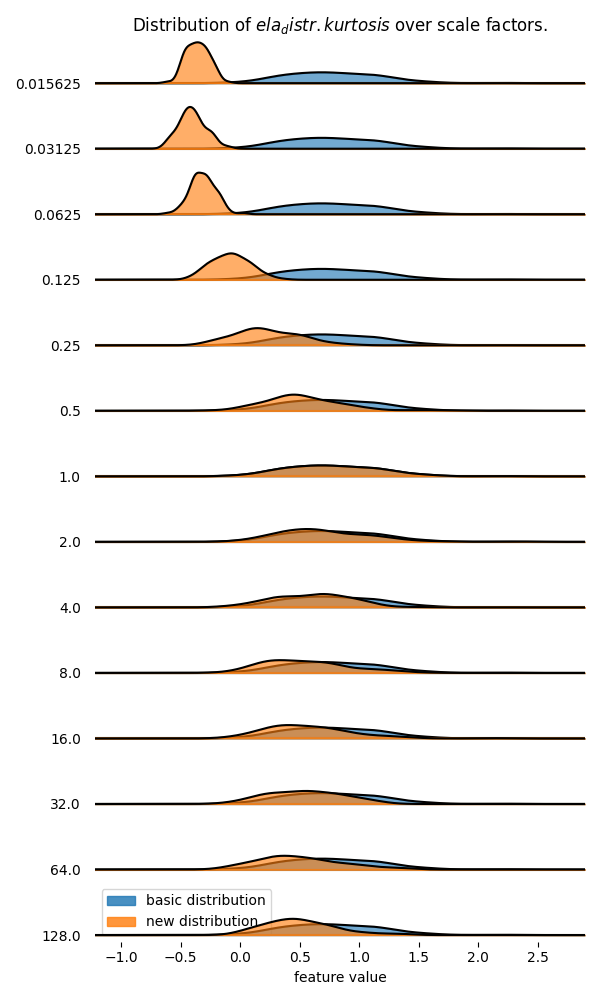 Distribution of ela_distr.kurtosis over scale factors.
0.015625
0.03125
0.0625
0.125
0.25
0.5
1.0
2.0
4.0
8.0
16.0
32.0
64.0
basic distribution
new distribution
128.0
−1.0 −0.5 0.0 0.5 1.0 1.5 2.0 2.5
feature value